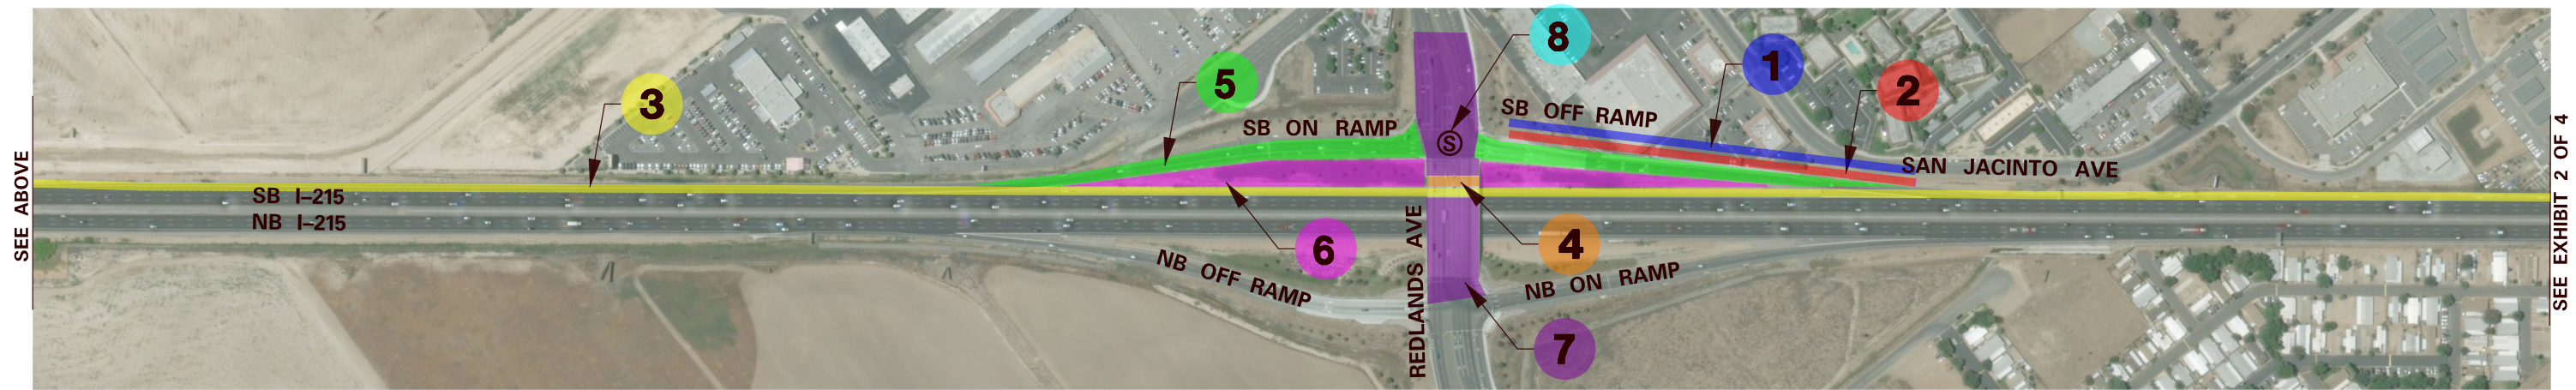 8
1
2
5
3
SB OFF RAMP
SB ON RAMP
S
SAN JACINTO AVE
SEE ABOVE
SB I-215
NB I-215
6
4
NB OFF RAMP
NB ON RAMP
REDLANDS AVE
7
SEE EXHIBIT 2 OF 4